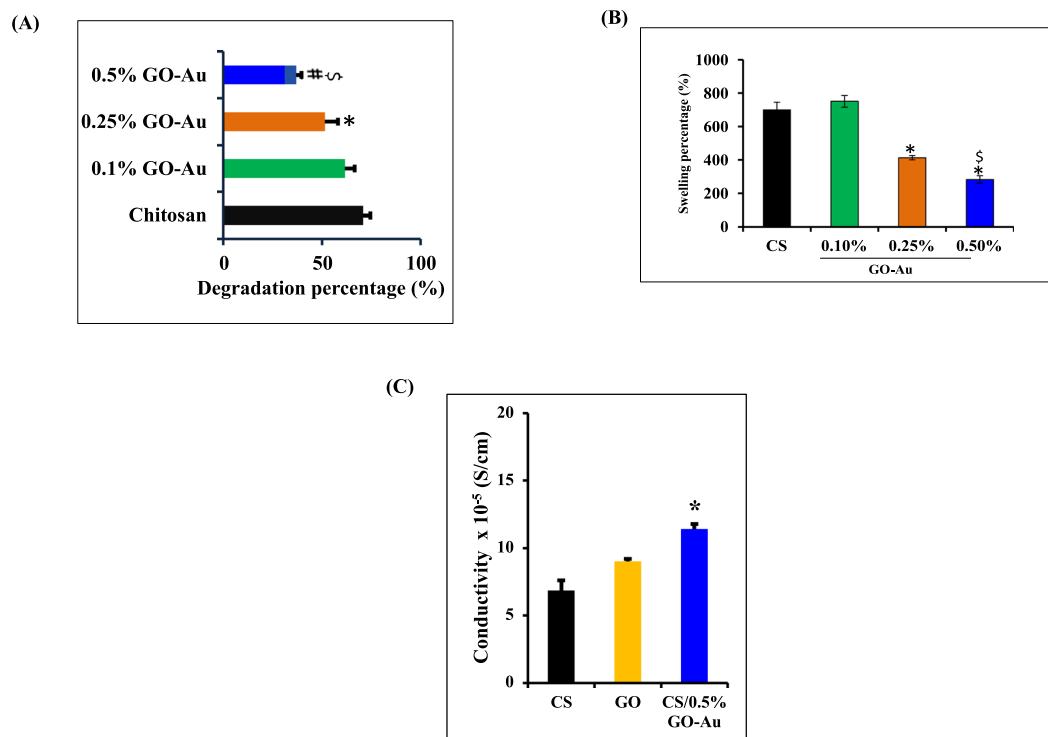 (A)
0.5% GO-Au
# $
0.25% GO-Au
*
0.1% GO-Au
Chitosan
0 50 100
Degradation percentage (%)
(B)
Swelling percentage (%)
1000
800
600
400
200
0
*
$
*
CS 0.10% 0.25% 0.50%
GO-Au
(C)
Conductivity x 10⁻⁵ (S/cm)
20
15
10
5
0
*
CS GO CS/0.5%
GO-Au